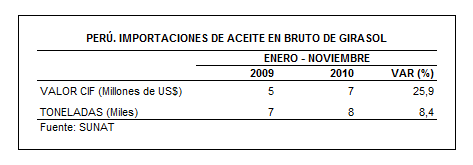 PERÚ. IMPORTACIONES DE ACEITE EN BRUTO DE GIRASOL
ENERO - NOVIEMBRE
2009 2010 VAR (%)
VALOR CIF (Millones de US$) 5 7 25,9
TONELADAS (Miles) 7 8 8,4
Fuente: SUNAT